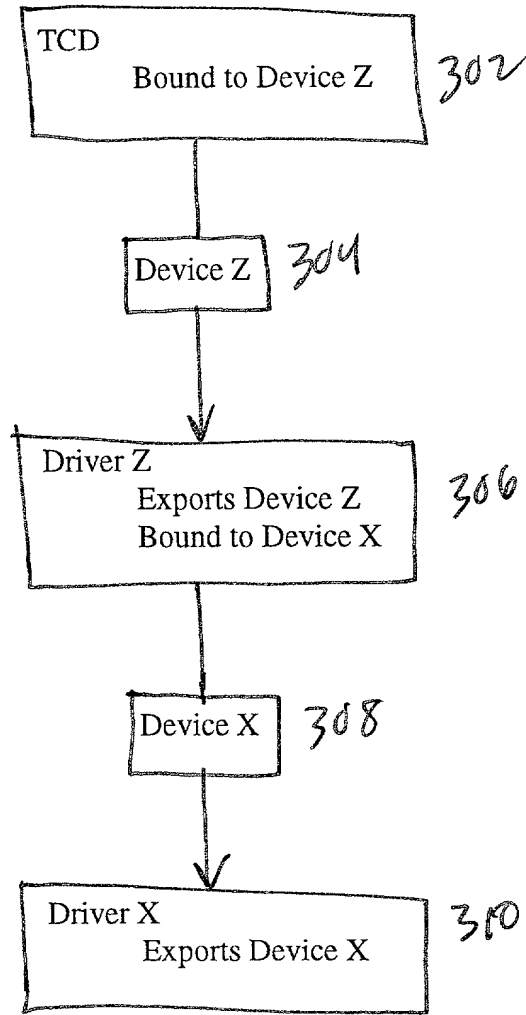 TCD
Bound to Device Z
302
Device Z
304
Driver Z
Exports Device Z
Bound to Device X
306
Device X
308
Driver X
Exports Device X
310